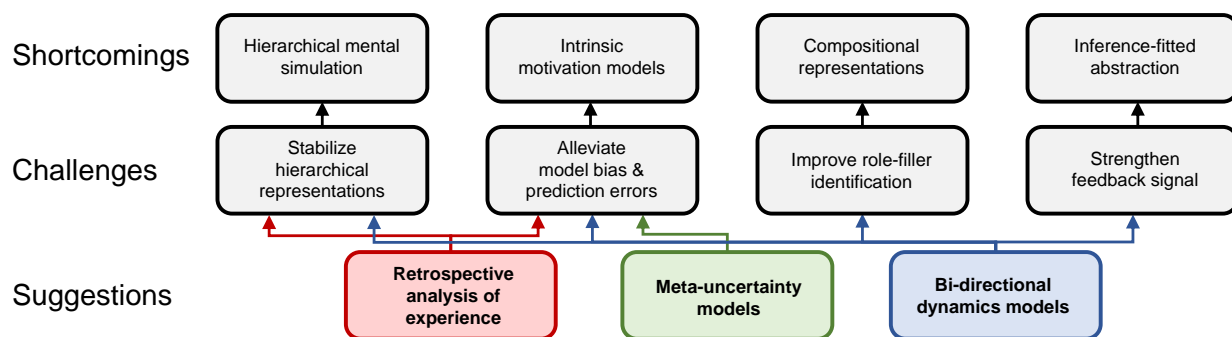 Shortcomings
Hierarchical mental
simulation
Intrinsic
motivation models
Compositional
representations
Inference-fitted
abstraction
Challenges
Stabilize
hierarchical
representations
Alleviate
model bias &
prediction errors
Improve role-filler
identification
Strengthen
feedback signal
Suggestions
Retrospective
analysis of
experience
Meta-uncertainty
models
Bi-directional
dynamics models